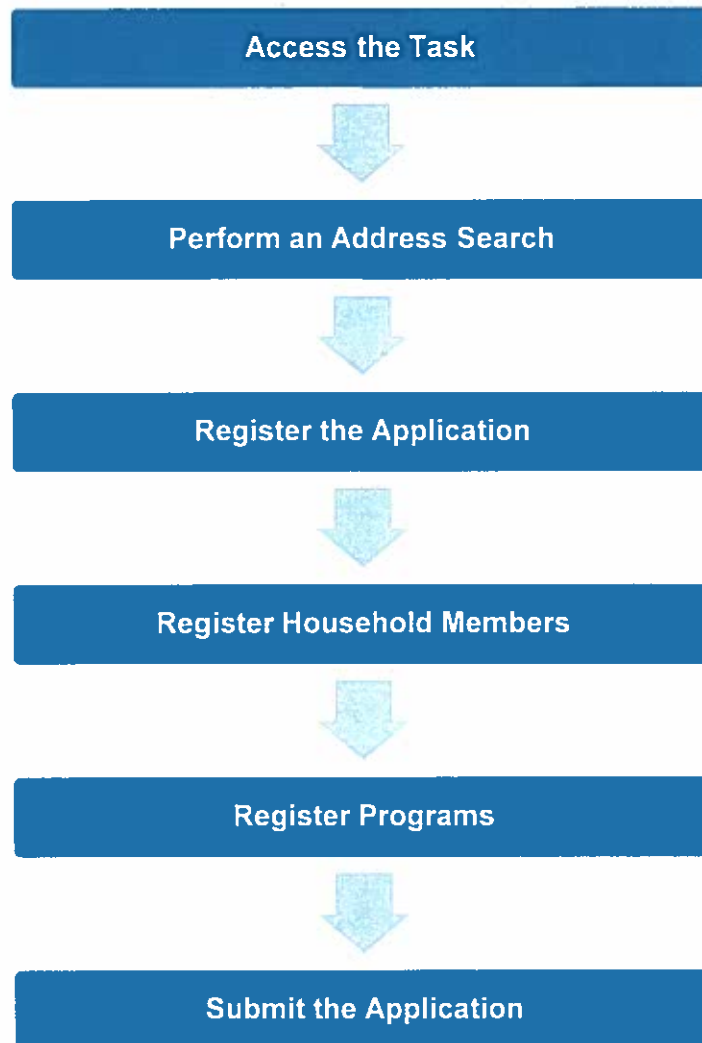 Access the Task
Perform an Address Search
Register the Application
Register Household Members
Register Programs
Submit the Application